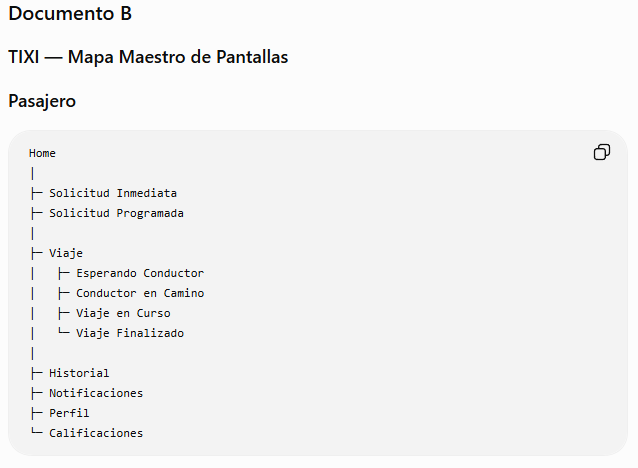 Documento B
TIXI — Mapa Maestro de Pantallas
Pasajero
Home
│
├─ Solicitud Inmediata
├─ Solicitud Programada
│
├─ Viaje
│   ├─ Esperando Conductor
│   ├─ Conductor en Camino
│   ├─ Viaje en Curso
│   └─ Viaje Finalizado
│
├─ Historial
├─ Notificaciones
├─ Perfil
└─ Calificaciones